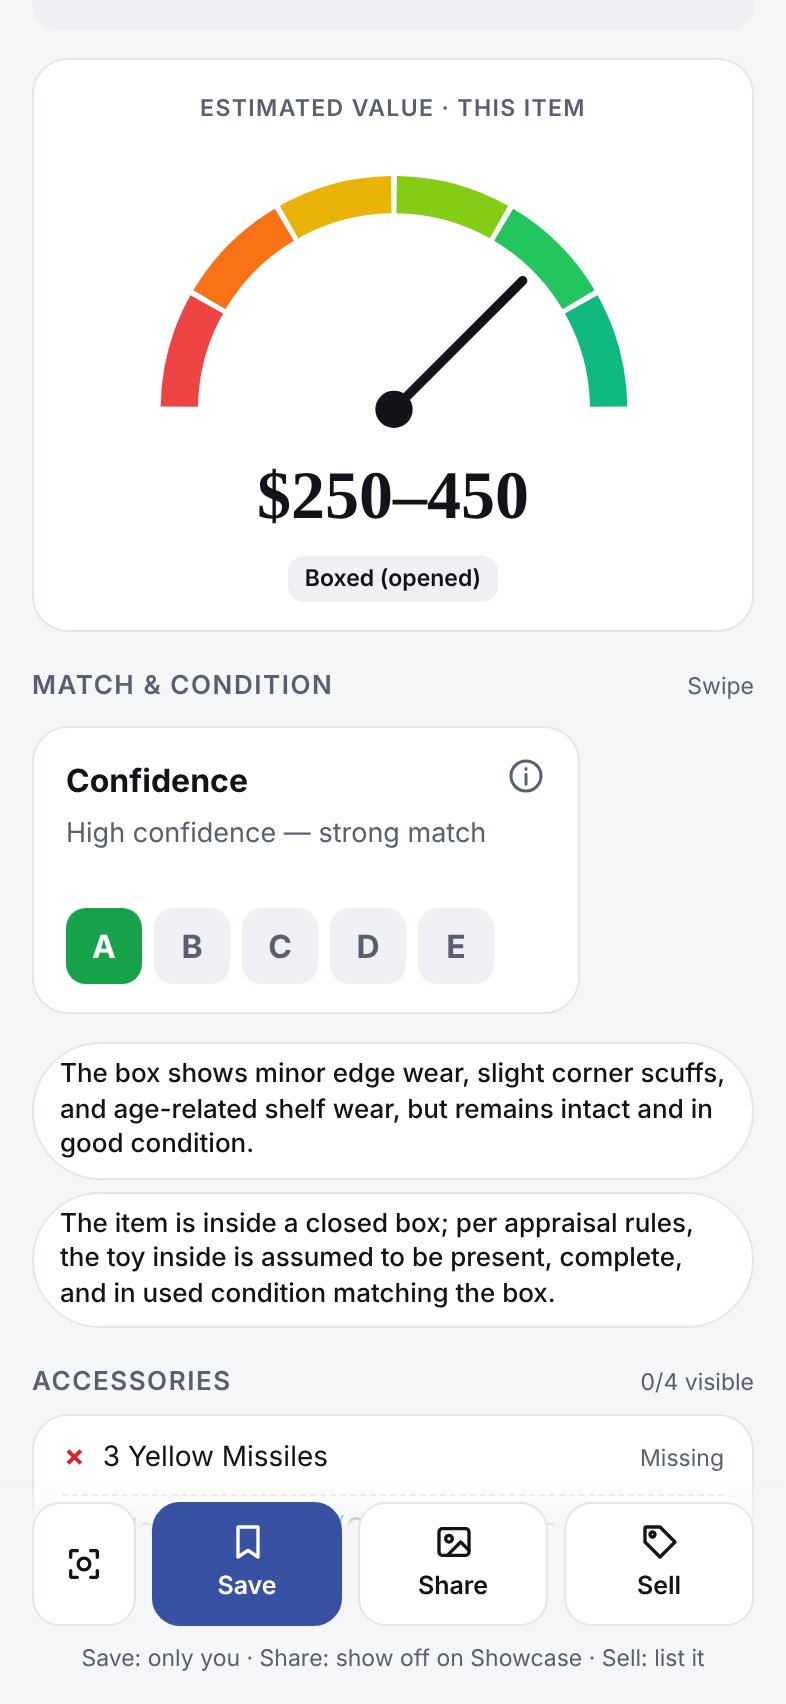 ESTIMATED VALUE · THIS ITEM
$250–450
Boxed (opened)
MATCH & CONDITION
Swipe
Confidence
High confidence — strong match
A B C D E
The box shows minor edge wear, slight corner scuffs,
and age-related shelf wear, but remains intact and in
good condition.
The item is inside a closed box; per appraisal rules,
the toy inside is assumed to be present, complete,
and in used condition matching the box.
ACCESSORIES
0/4 visible
3 Yellow Missiles
Missing
Save
Share
Sell
Save: only you · Share: show off on Showcase · Sell: list it